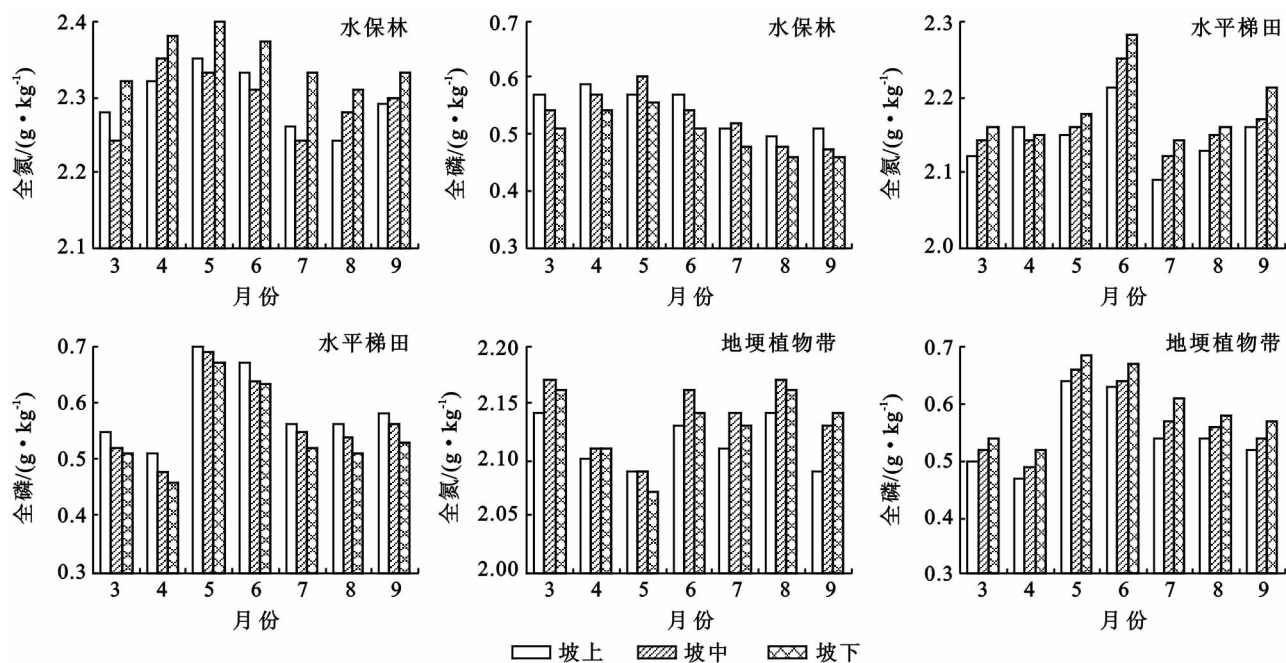 水保林
全氮/(g·kg⁻¹)
2.4
2.3
2.2
2.1
3 4 5 6 7 8 9
月份
水保林
全磷/(g·kg⁻¹)
0.7
0.6
0.5
0.4
0.3
3 4 5 6 7 8 9
月份
水平梯田
全氮/(g·kg⁻¹)
2.3
2.2
2.1
2.0
3 4 5 6 7 8 9
月份
水平梯田
全磷/(g·kg⁻¹)
0.7
0.6
0.5
0.4
0.3
3 4 5 6 7 8 9
月份
地埂植物带
全氮/(g·kg⁻¹)
2.20
2.15
2.10
2.05
2.00
3 4 5 6 7 8 9
月份
地埂植物带
全磷/(g·kg⁻¹)
0.7
0.6
0.5
0.4
0.3
3 4 5 6 7 8 9
月份
坡上 坡中 坡下